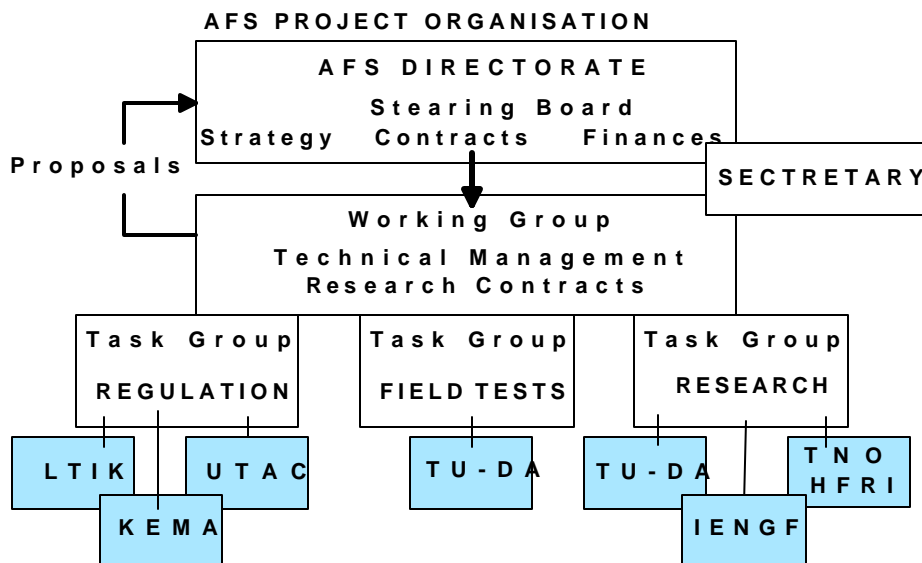 AFS PROJECT ORGANISATION
AFS DIRECTORATE
Stearing Board
Strategy Contracts Finances
Proposals
SECTRETARY
Working Group
Technical Management
Research Contracts
Task Group
REGULATION
Task Group
FIELD TESTS
Task Group
RESEARCH
LTIK
UTAC
KEMA
TU-DA
TU-DA
IENGF
TNO
HFRI